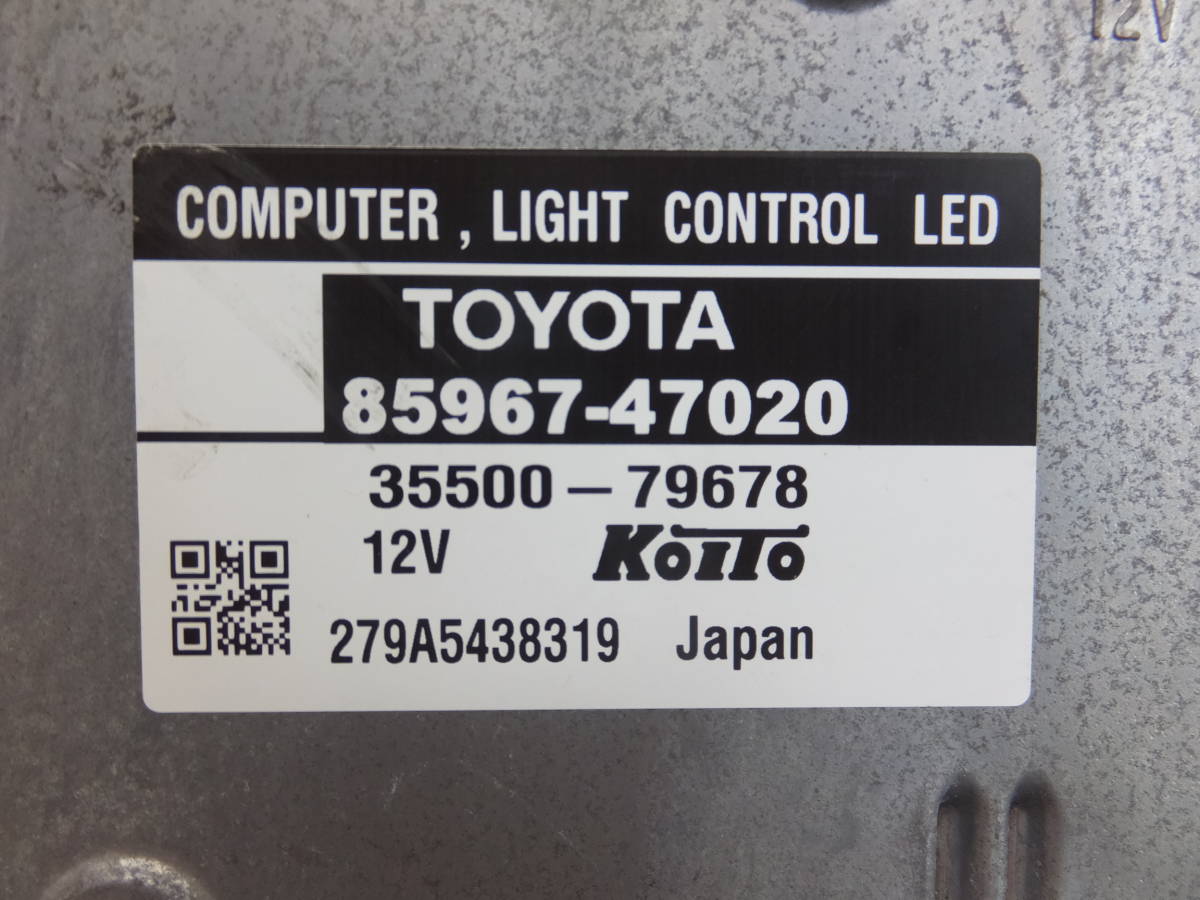 12V
COMPUTER , LIGHT CONTROL LED
TOYOTA
85967-47020
35500-79678
12V KOITO
279A5438319 Japan